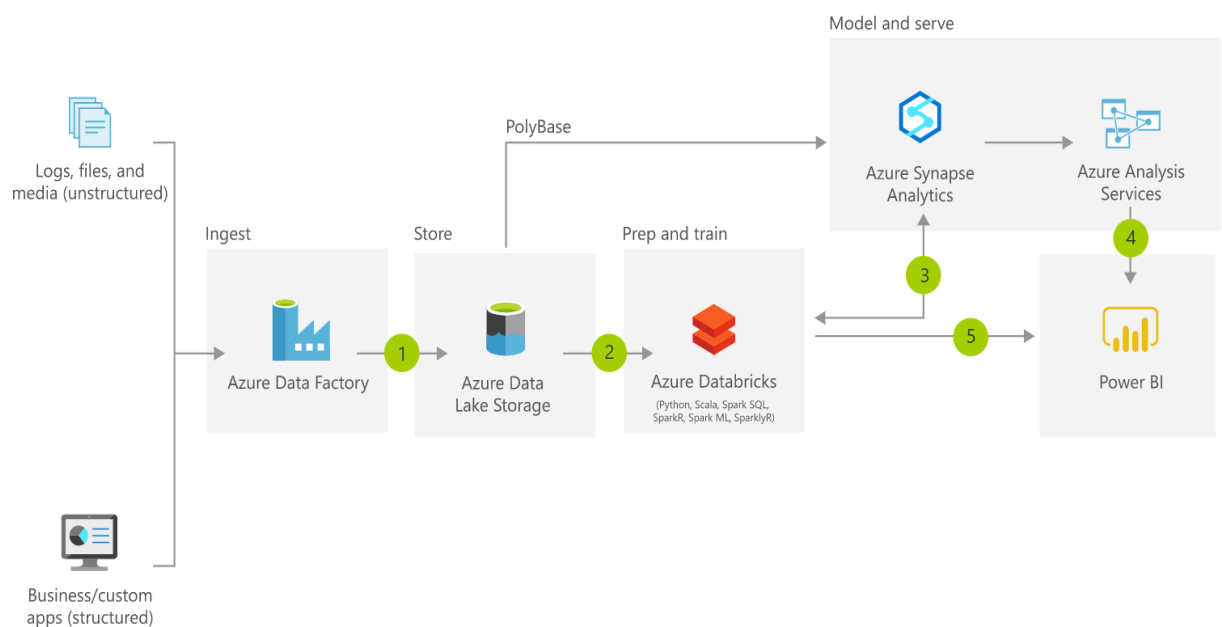 Model and serve
PolyBase
Logs, files, and
media (unstructured)
Azure Synapse
Analytics
Azure Analysis
Services
Ingest
Store
Prep and train
4
3
5
1
2
Azure Data Factory
Azure Data
Lake Storage
Azure Databricks
(Python, Scala, Spark SQL,
SparkR, Spark ML, SparklyR)
Power BI
Business/custom
apps (structured)